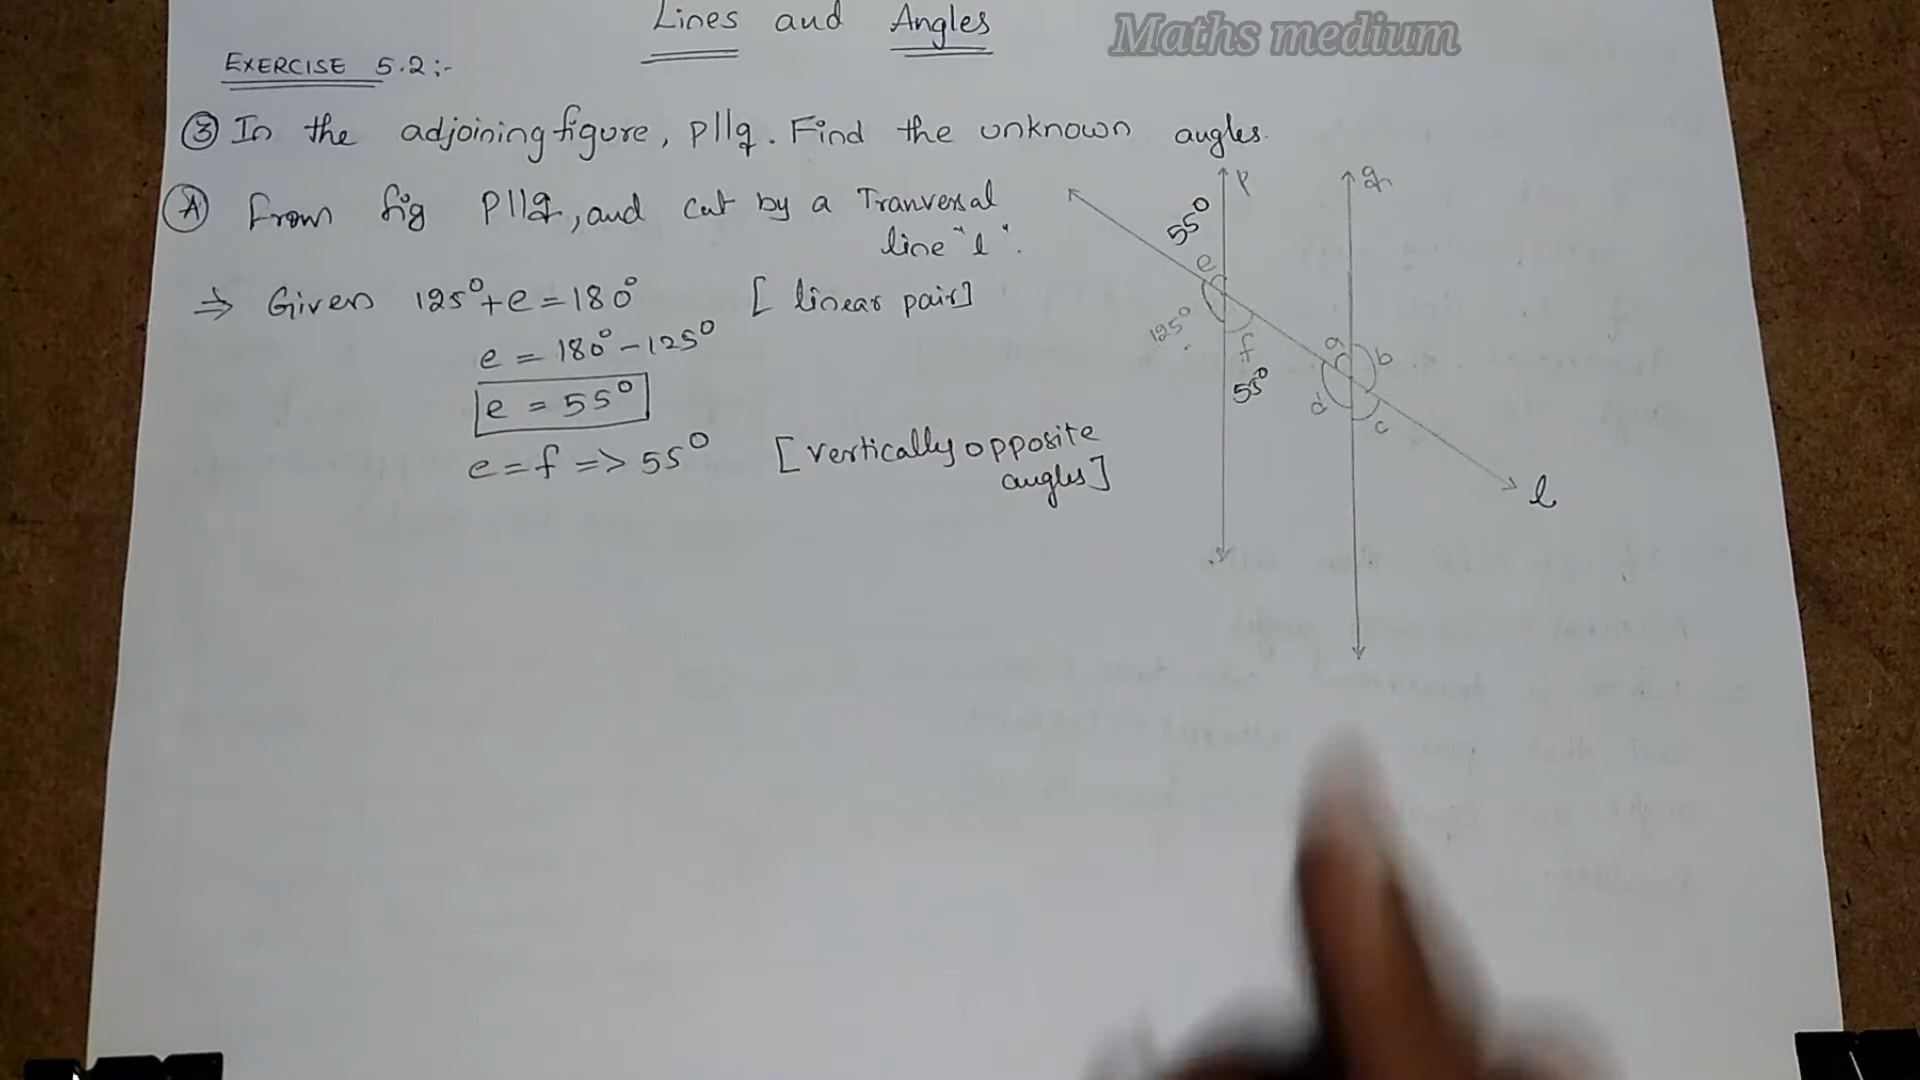 Lines and Angles
Maths medium
EXERCISE 5.2:-
③ In the adjoining figure, p||q. Find the unknown angles.
Ⓐ From fig P||q, and cut by a Tranversal
line "l".
⇒ Given 125°+e=180° [linear pair]
e = 180°-125°
e = 55°
e=f => 55° [vertically opposite
angles]
p
q
55°
e
125°
f
55°
a
b
d
c
l